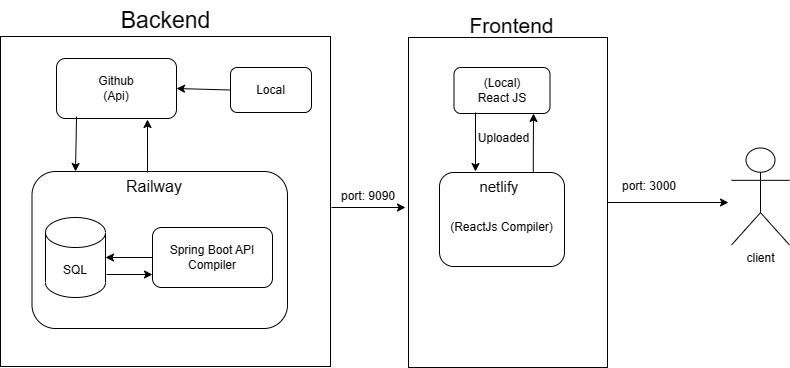 Backend
Frontend
Github
(Api)
Local
(Local)
React JS
Uploaded
Railway
netlify
port: 9090
port: 3000
(ReactJs Compiler)
SQL
Spring Boot API
Compiler
client